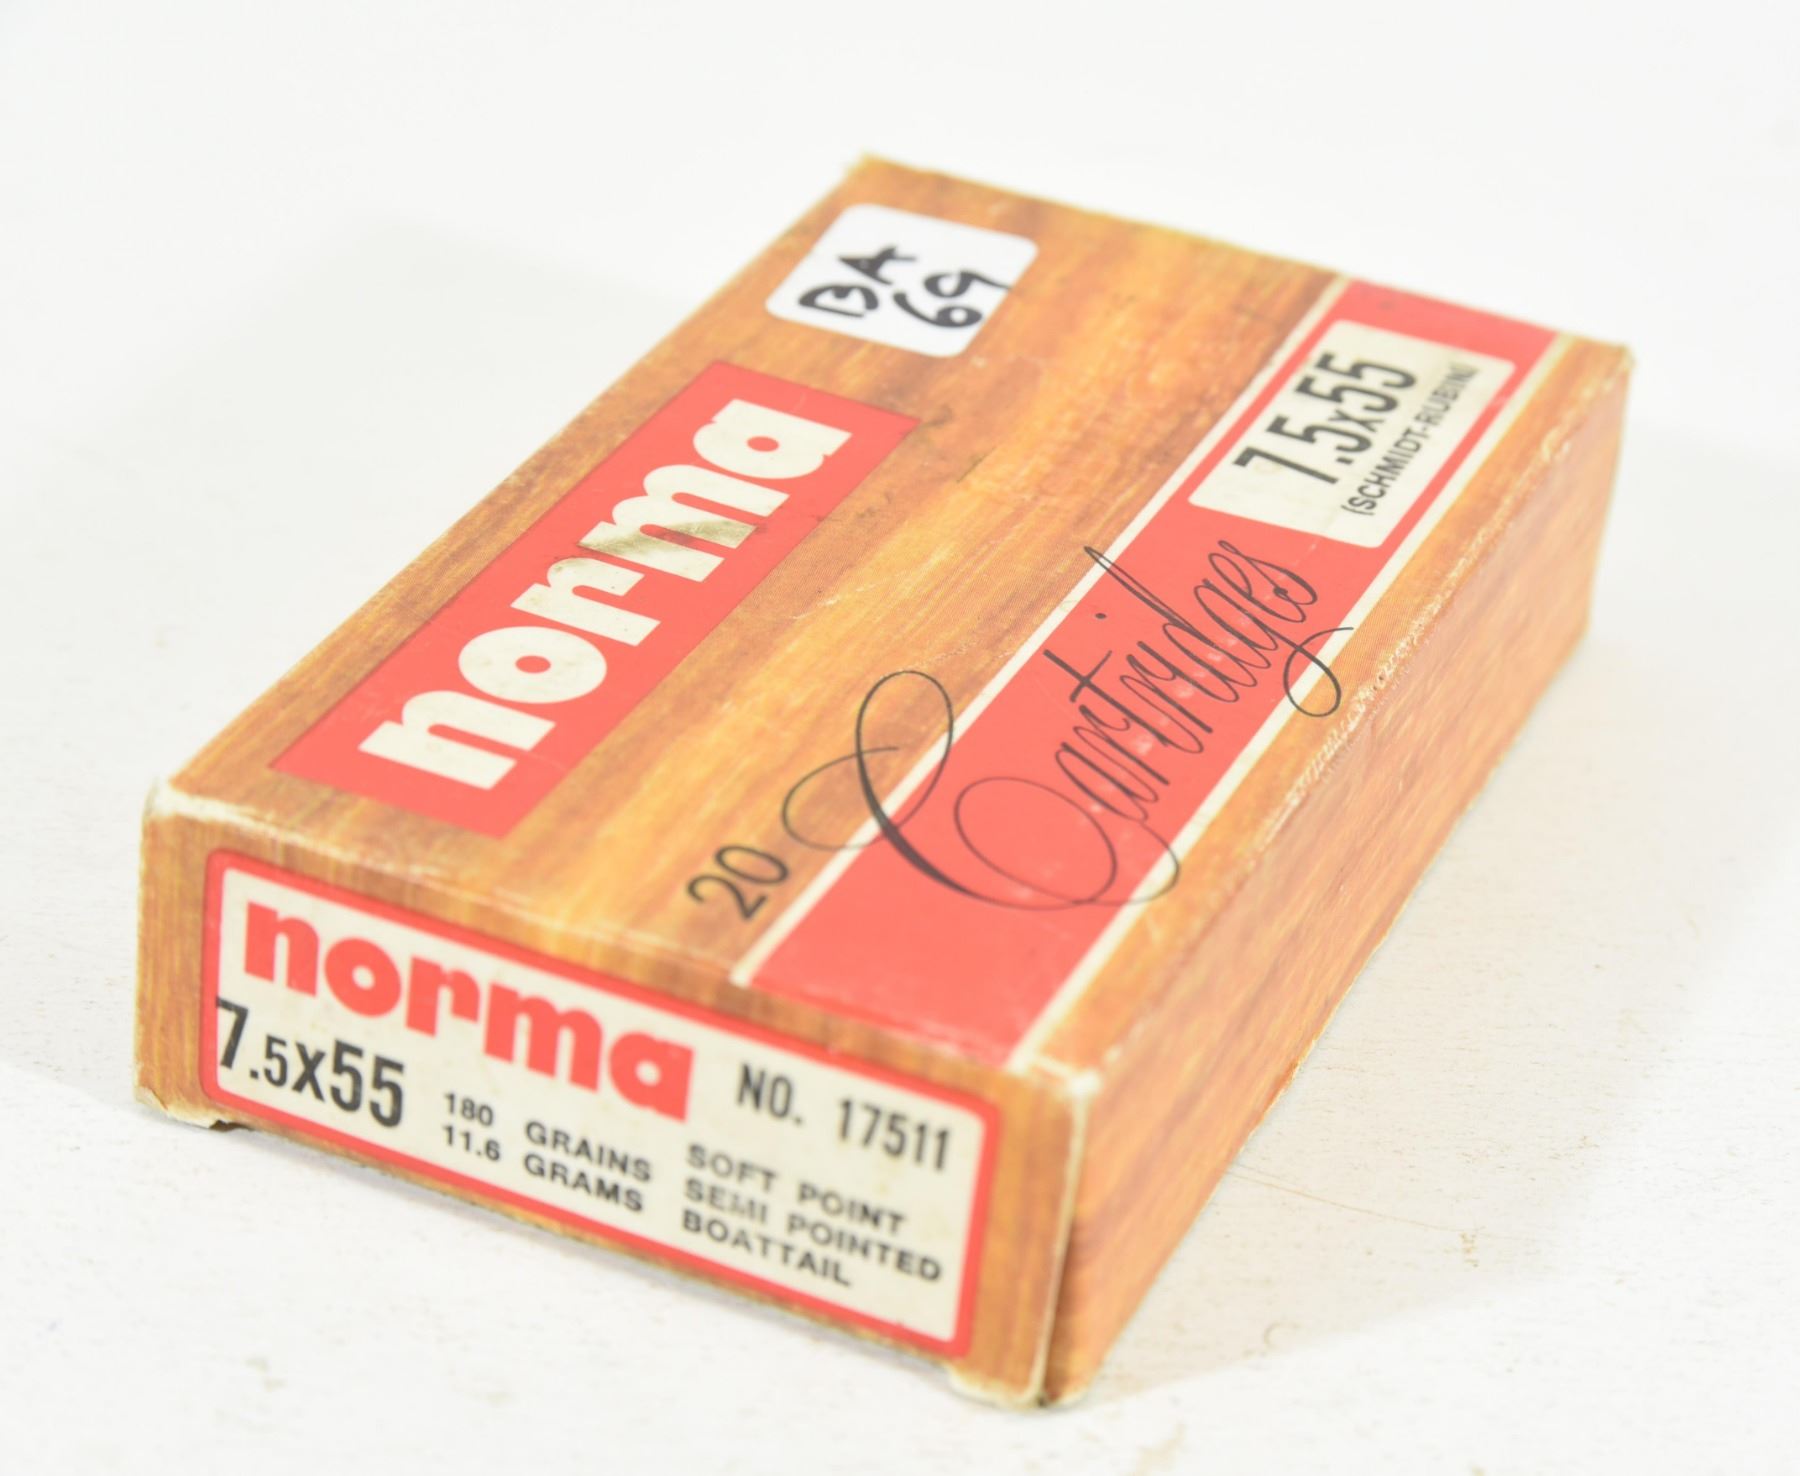 BA
69
norma
7.5x55
(SCHMIDT-RUBIN)
20 Cartridges
norma
NO. 17511
7.5X55
180 GRAINS SOFT POINT
11.6 GRAMS SEMI POINTED
BOATTAIL